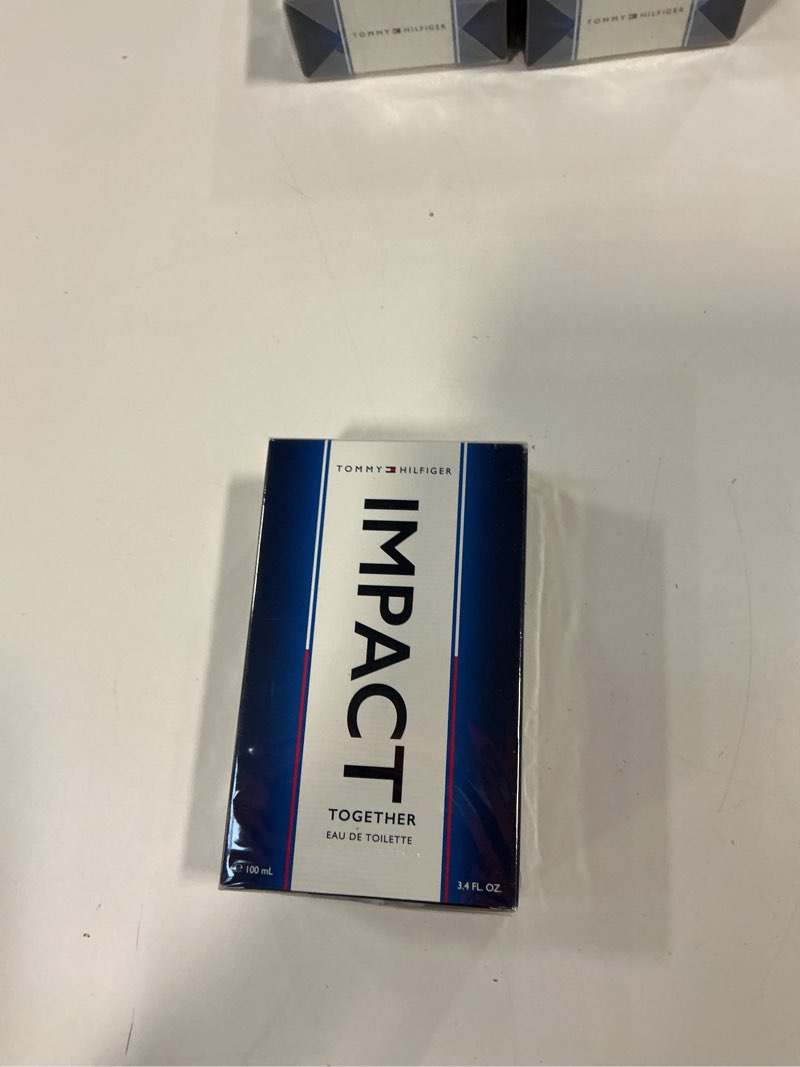 TOMMY HILFIGER
TOMMY HILFIGER
TOMMY HILFIGER
IMPACT
TOGETHER
EAU DE TOILETTE
℮ 100 mL
3.4 FL. OZ.